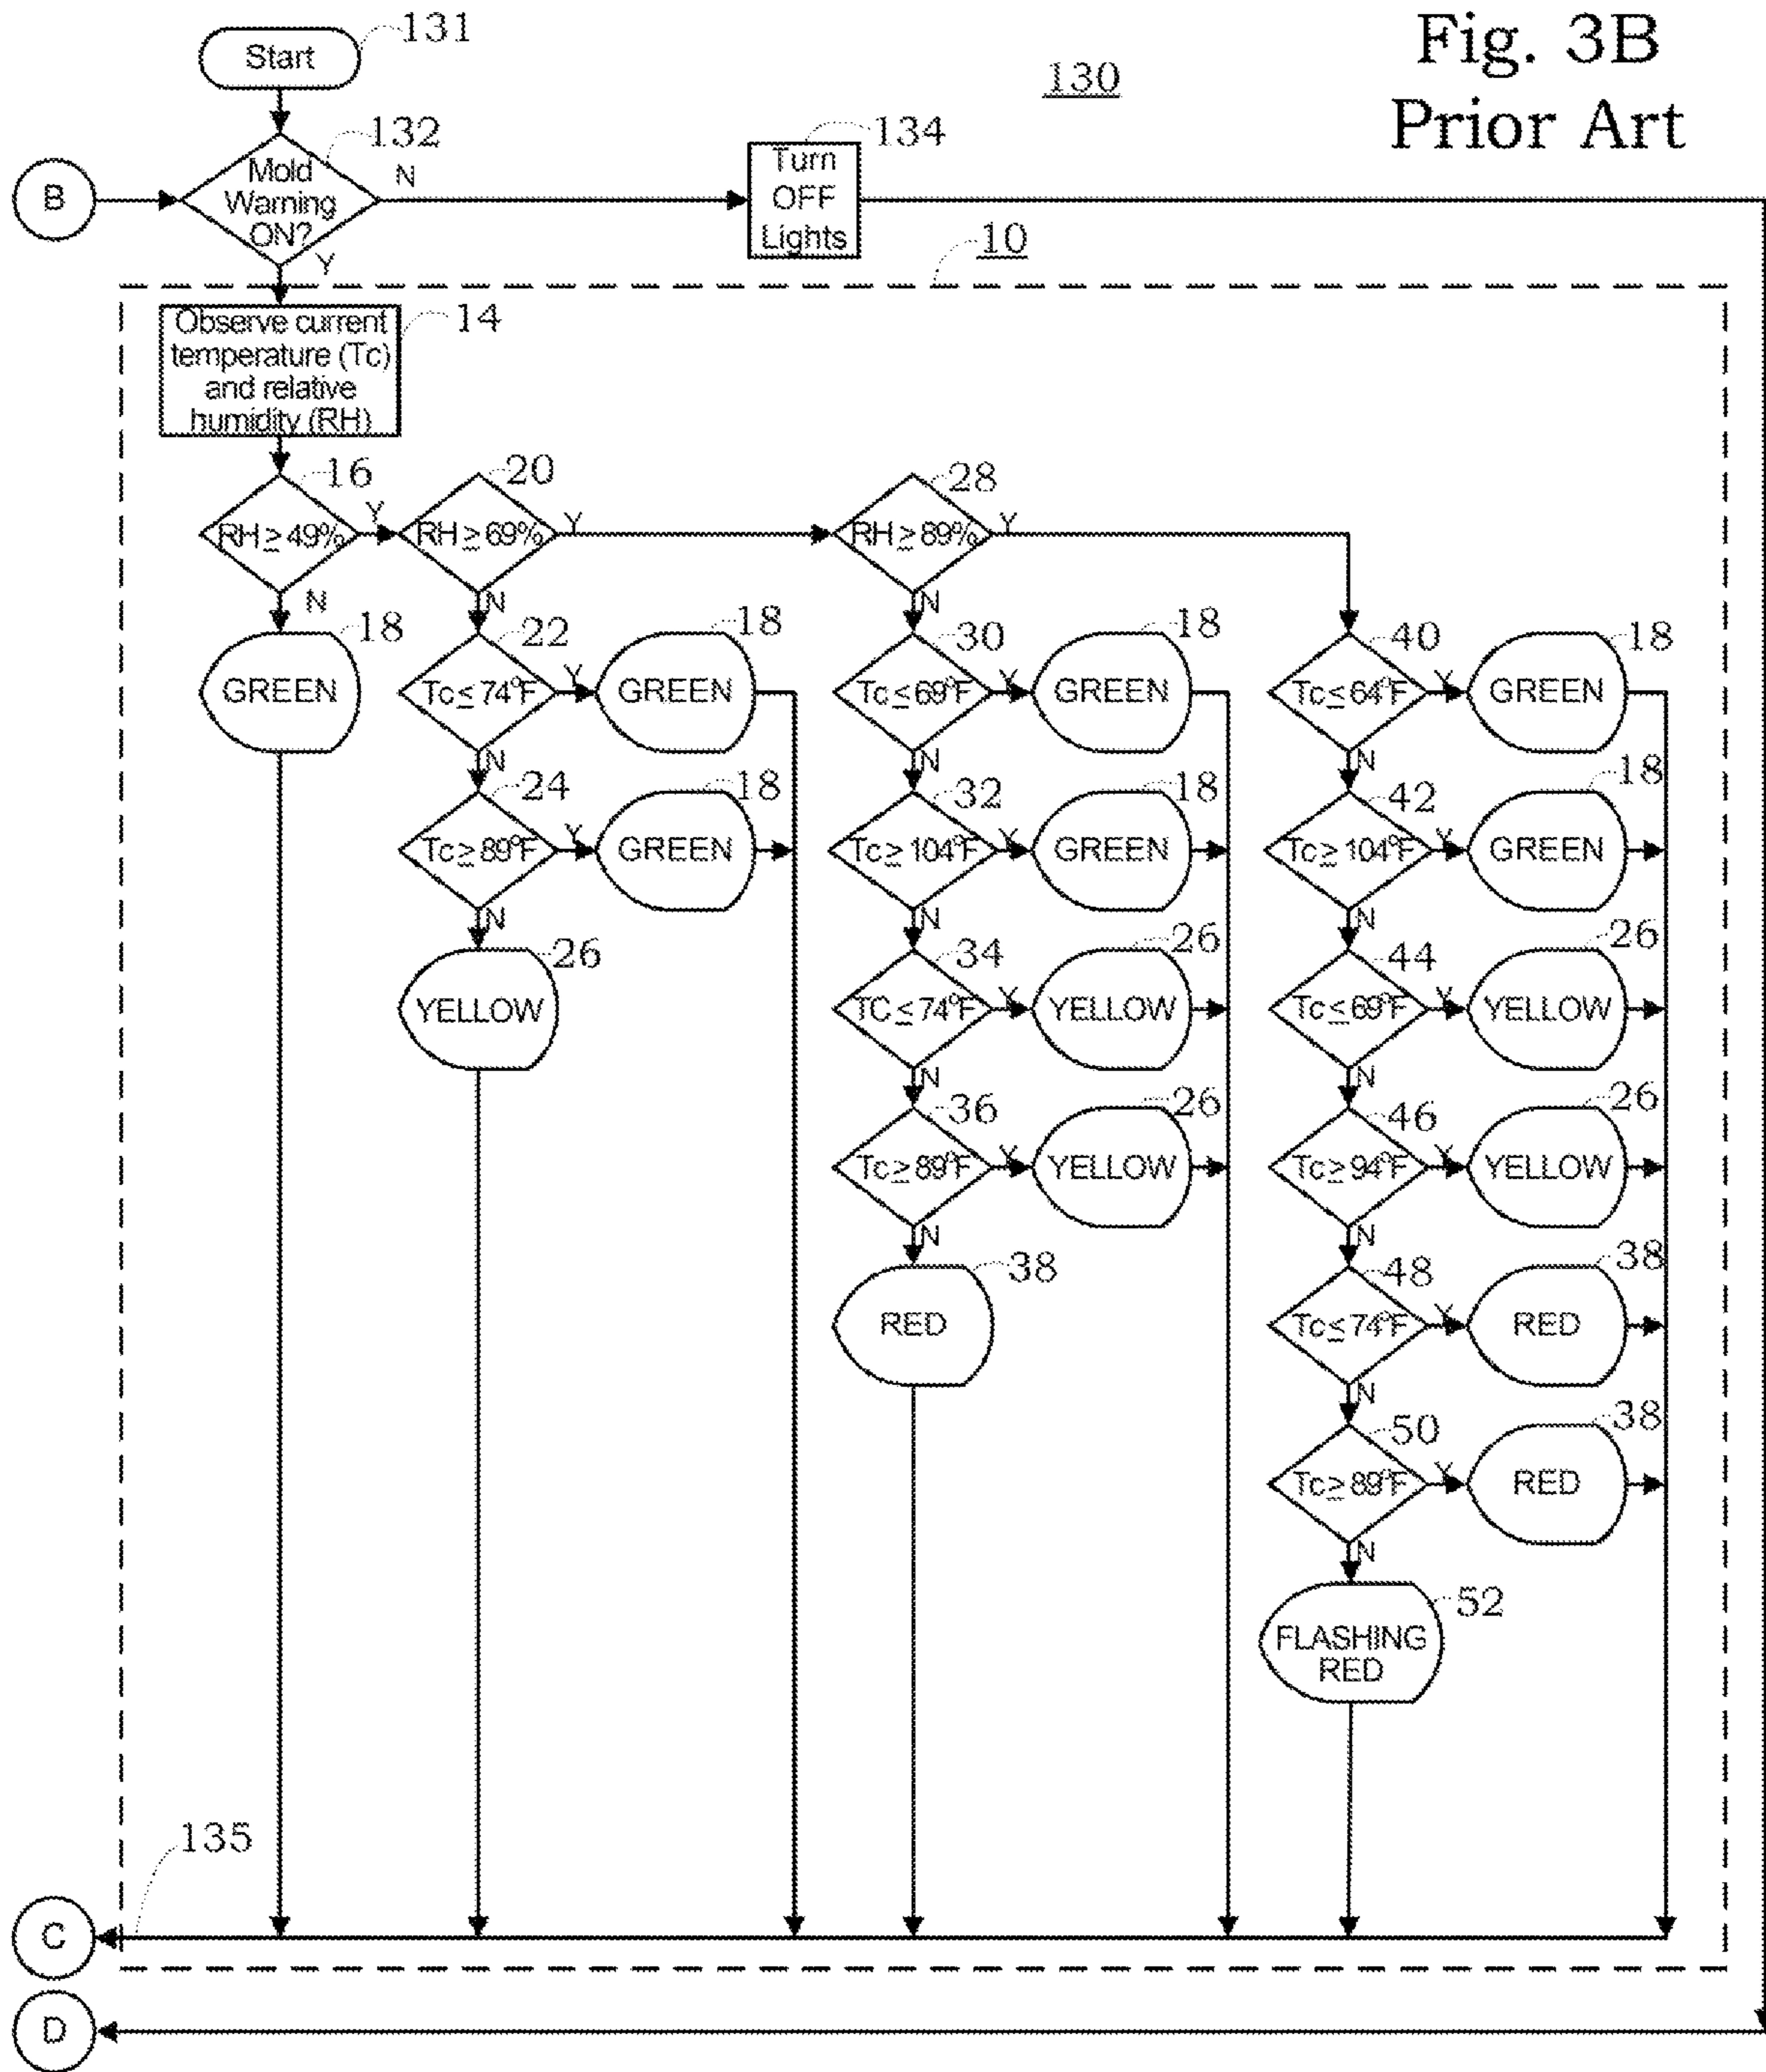 Fig. 3B
Prior Art
130
131
Start
132
Mold
Warning
ON?
B
N
Y
134
Turn
OFF
Lights
10
14
Observe current
temperature (Tc)
and relative
humidity (RH)
16
RH ≥ 49%
Y
N
20
RH ≥ 69%
Y
N
28
RH ≥ 89%
Y
N
18
GREEN
22
Tc ≤ 74°F
Y
N
18
GREEN
30
Tc ≤ 69°F
Y
N
18
GREEN
40
Tc ≤ 64°F
Y
N
18
GREEN
24
Tc ≥ 89°F
Y
N
18
GREEN
32
Tc ≥ 104°F
Y
N
18
GREEN
42
Tc ≥ 104°F
Y
N
18
GREEN
26
YELLOW
34
TC ≤ 74°F
Y
N
26
YELLOW
44
Tc ≤ 69°F
Y
N
26
YELLOW
36
Tc ≥ 89°F
Y
N
26
YELLOW
46
Tc ≥ 94°F
Y
N
26
YELLOW
38
RED
48
Tc ≤ 74°F
Y
N
38
RED
50
Tc ≥ 89°F
Y
N
38
RED
52
FLASHING
RED
135
C
D